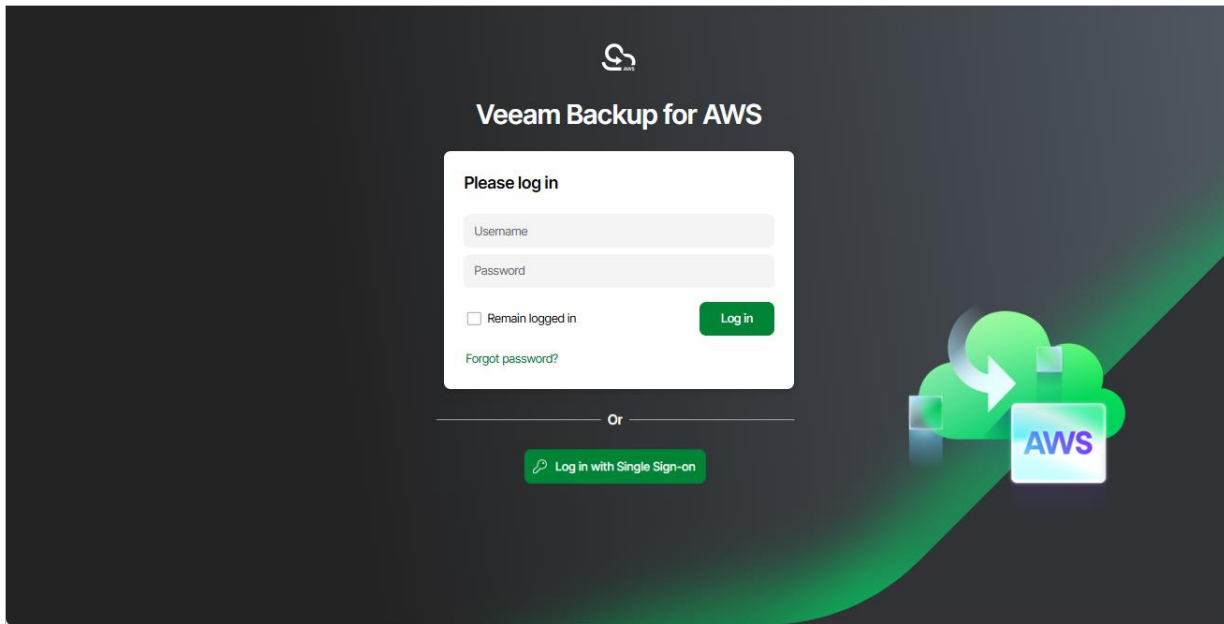 aws
Veeam Backup for AWS
Please log in
Username
Password
Remain logged in
Log in
Forgot password?
Or
Log in with Single Sign-on
AWS